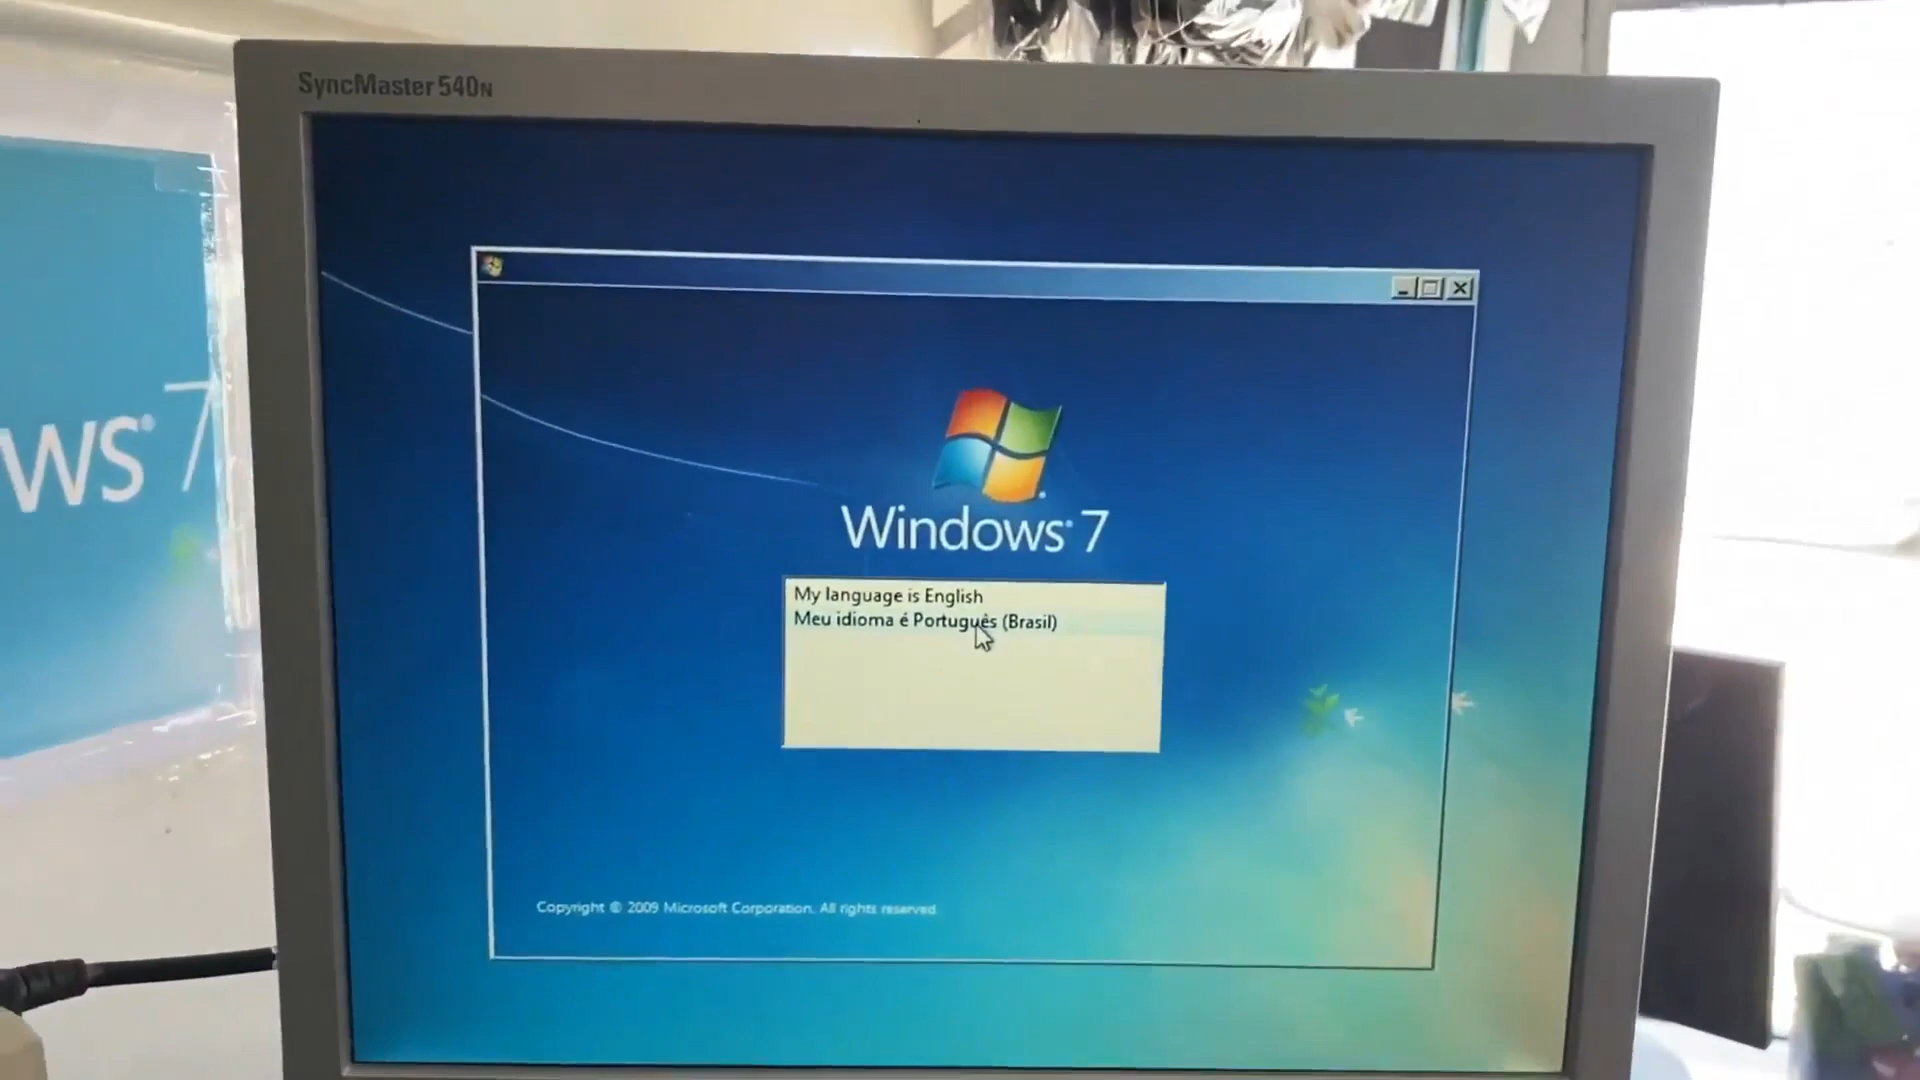 SyncMaster 540N
WS® 7
Windows® 7
My language is English
Meu idioma é Português (Brasil)
Copyright © 2009 Microsoft Corporation. All rights reserved.